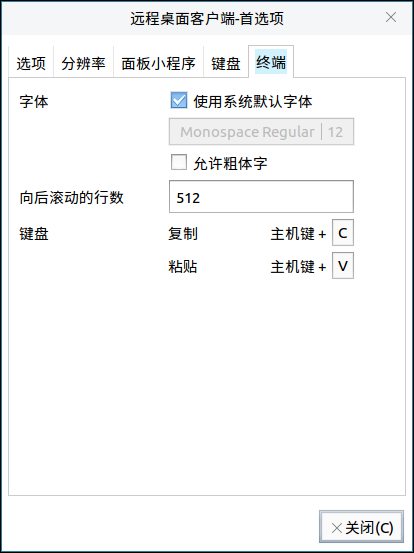 远程桌面客户端-首选项
选项 分辨率 面板小程序 键盘 终端
字体 使用系统默认字体
Monospace Regular 12
允许粗体字
向后滚动的行数 512
键盘 复制 主机键 + C
粘贴 主机键 + V
关闭(C)